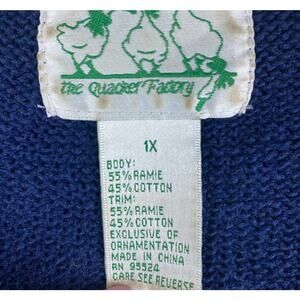 the Quacker Factory
1X
BODY:
55% RAMIE
45% COTTON
TRIM:
55% RAMIE
45% COTTON
EXCLUSIVE OF
ORNAMENTATION
MADE IN CHINA
RN 95524
CARE SEE REVERSE